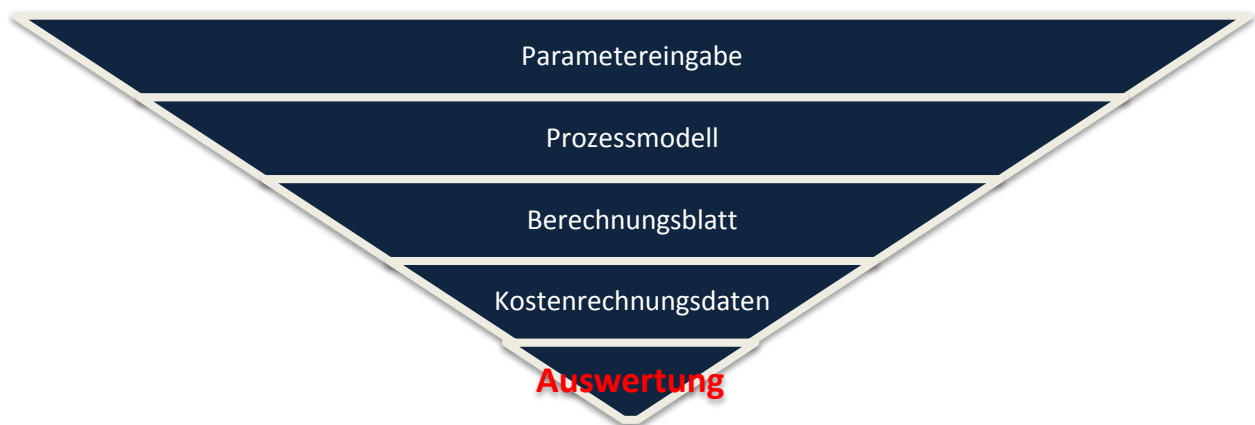 Parametereingabe
Prozessmodell
Berechnungsblatt
Kostenrechnungsdaten
Auswertung